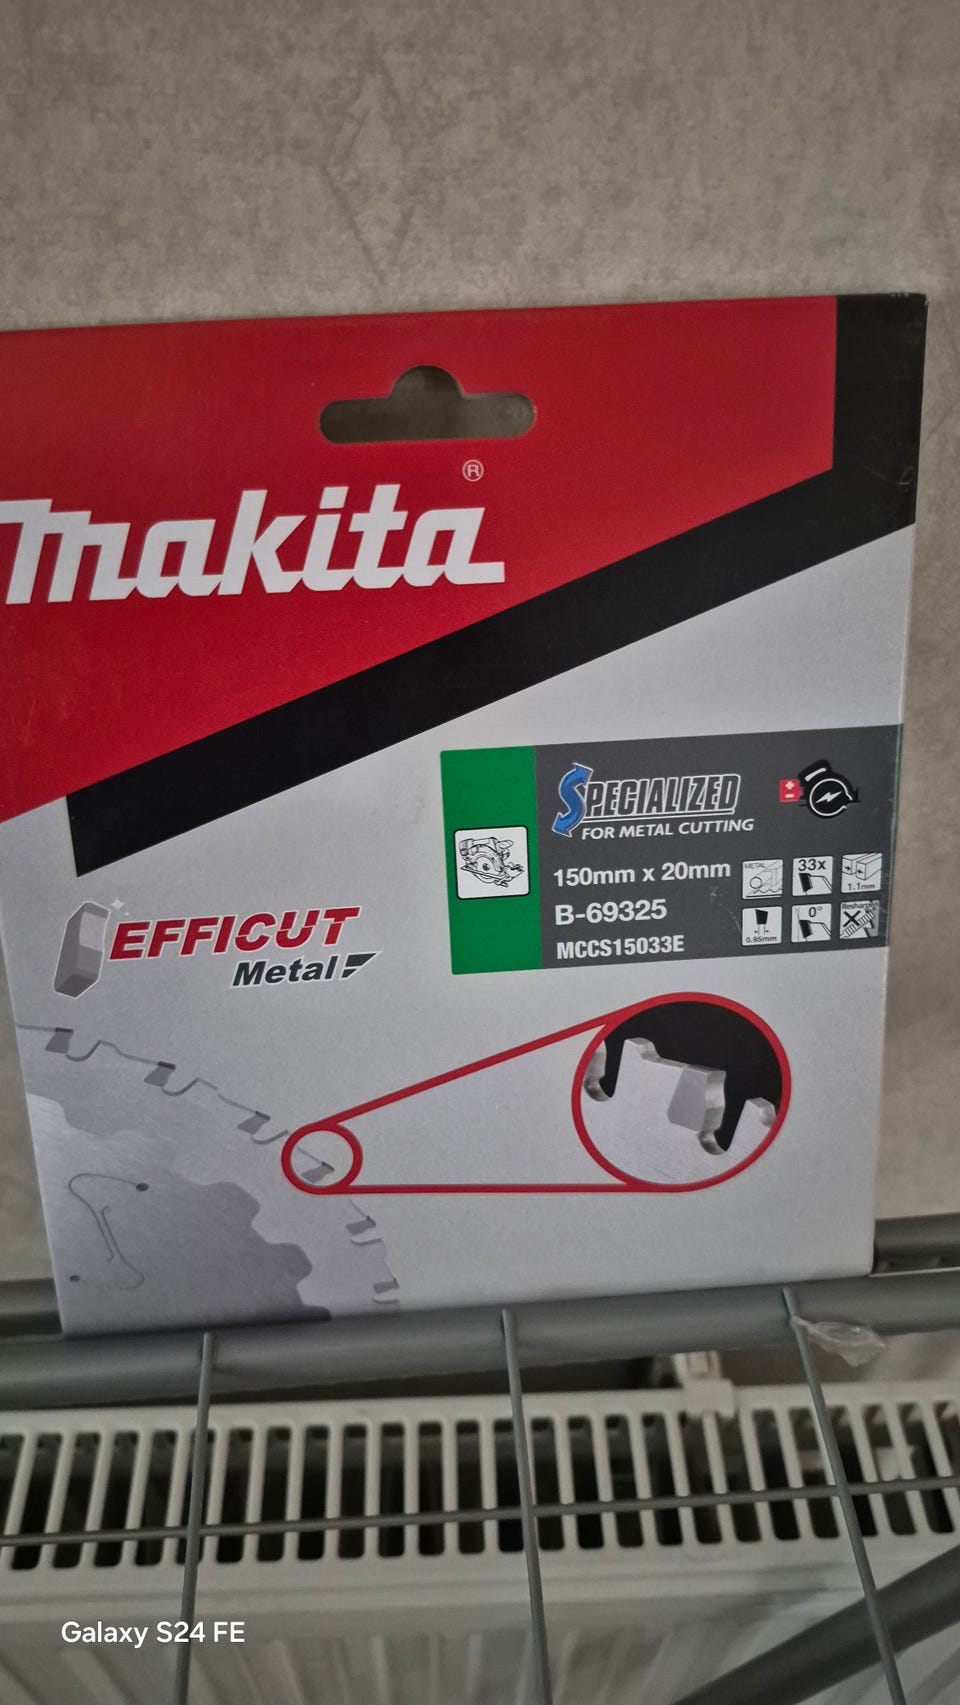 makita®
SPECIALIZED
FOR METAL CUTTING
150mm x 20mm
B-69325
MCCS15033E
METAL
33x
1.1mm
0.95mm
0°
Resharp
EFFICUT
Metal
Galaxy S24 FE